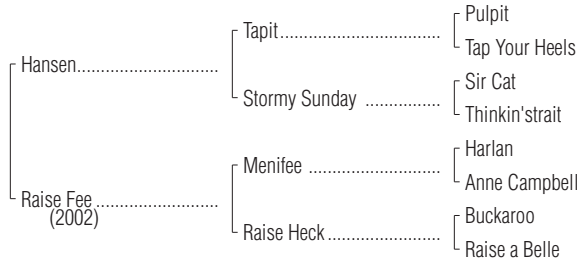 Pulpit
Tapit
Tap Your Heels
Hansen
Sir Cat
Stormy Sunday
Thinkin'strait
Harlan
Menifee
Anne Campbell
Raise Fee
(2002)
Buckaroo
Raise Heck
Raise a Belle